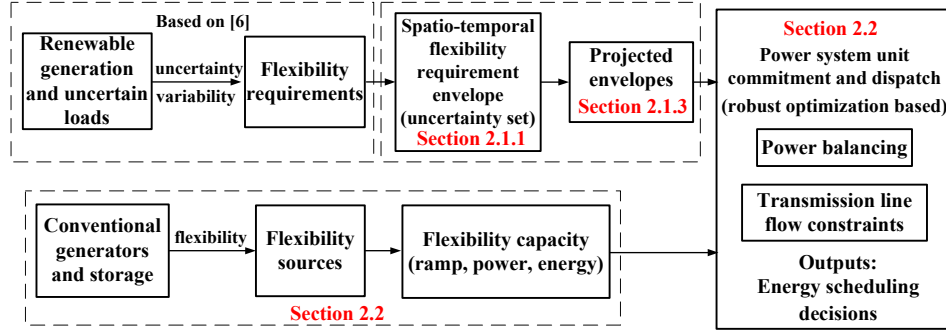 Based on [6]
Renewable
generation
and uncertain
loads
uncertainty
variability
Flexibility
requirements
Spatio-temporal
flexibility
requirement
envelope
(uncertainty set)
Section 2.1.1
Projected
envelopes
Section 2.1.3
Section 2.2
Power system unit
commitment and dispatch
(robust optimization based)
Power balancing
Transmission line
flow constraints
Outputs:
Energy scheduling
decisions
Conventional
generators
and storage
flexibility
Flexibility
sources
Flexibility capacity
(ramp, power, energy)
Section 2.2